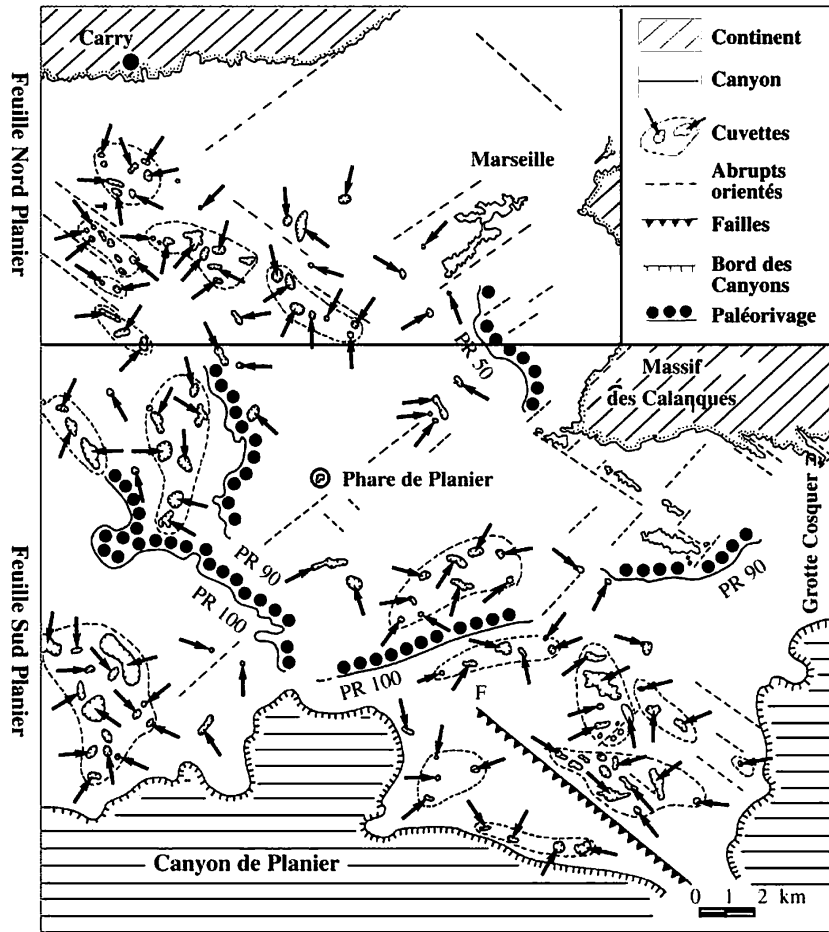 Carry
Marseille
Feuille Nord Planier
Continent
Canyon
Cuvettes
Abrupts
orientés
Failles
Bord des
Canyons
Paléorivage
PR 50
Massif
des Calanques
Phare de Planier
Feuille Sud Planier
PR 90
PR 100
PR 90
Grotte Cosquer
PR 100
F
Canyon de Planier
0 1 2 km